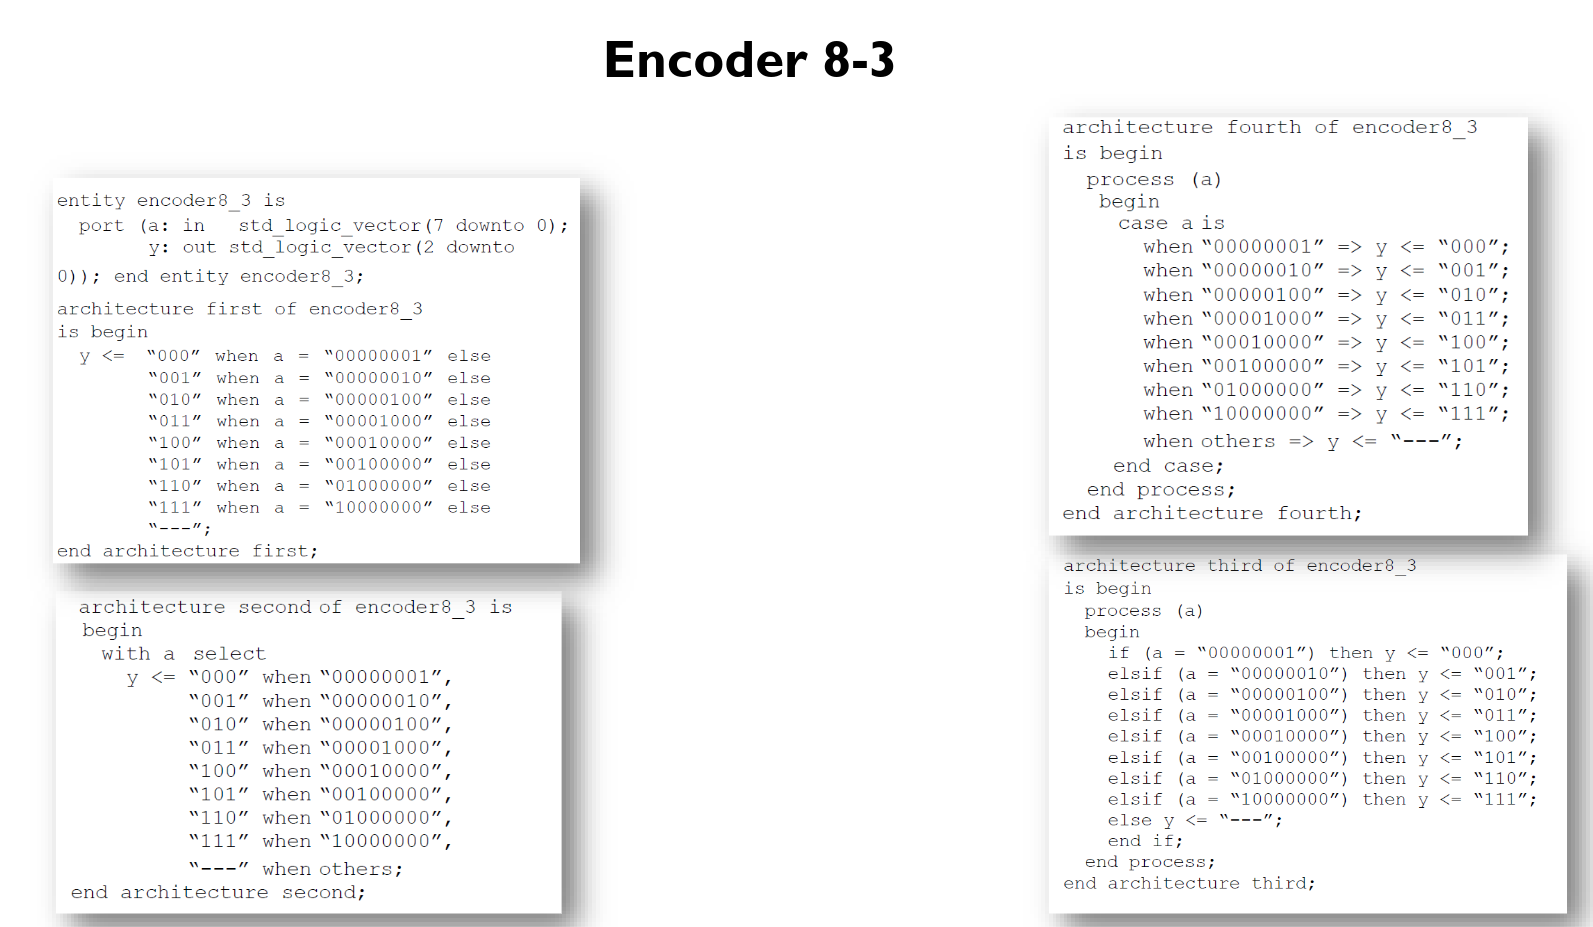 Encoder 8-3
entity encoder8_3 is
port (a: in std_logic_vector(7 downto 0);
y: out std_logic_vector(2 downto
0)); end entity encoder8_3;
architecture first of encoder8_3
is begin
y <= “000” when a = “00000001” else
“001” when a = “00000010” else
“010” when a = “00000100” else
“011” when a = “00001000” else
“100” when a = “00010000” else
“101” when a = “00100000” else
“110” when a = “01000000” else
“111” when a = “10000000” else
“---”;
end architecture first;
architecture second of encoder8_3 is
begin
with a select
y <= “000” when “00000001”,
“001” when “00000010”,
“010” when “00000100”,
“011” when “00001000”,
“100” when “00010000”,
“101” when “00100000”,
“110” when “01000000”,
“111” when “10000000”,
“---” when others;
end architecture second;
architecture fourth of encoder8_3
is begin
process (a)
begin
case a is
when “00000001” => y <= “000”;
when “00000010” => y <= “001”;
when “00000100” => y <= “010”;
when “00001000” => y <= “011”;
when “00010000” => y <= “100”;
when “00100000” => y <= “101”;
when “01000000” => y <= “110”;
when “10000000” => y <= “111”;
when others => y <= “---”;
end case;
end process;
end architecture fourth;
architecture third of encoder8_3
is begin
process (a)
begin
if (a = “00000001”) then y <= “000”;
elsif (a = “00000010”) then y <= “001”;
elsif (a = “00000100”) then y <= “010”;
elsif (a = “00001000”) then y <= “011”;
elsif (a = “00010000”) then y <= “100”;
elsif (a = “00100000”) then y <= “101”;
elsif (a = “01000000”) then y <= “110”;
elsif (a = “10000000”) then y <= “111”;
else y <= “---”;
end if;
end process;
end architecture third;